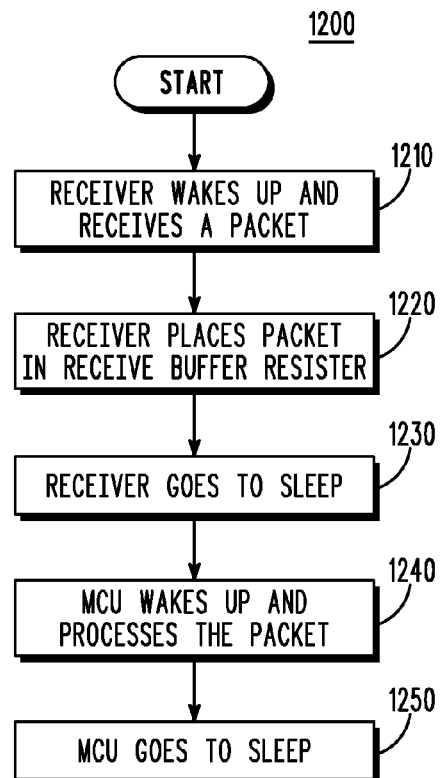 1200
START
1210
RECEIVER WAKES UP AND
RECEIVES A PACKET
1220
RECEIVER PLACES PACKET
IN RECEIVE BUFFER RESISTER
1230
RECEIVER GOES TO SLEEP
1240
MCU WAKES UP AND
PROCESSES THE PACKET
1250
MCU GOES TO SLEEP